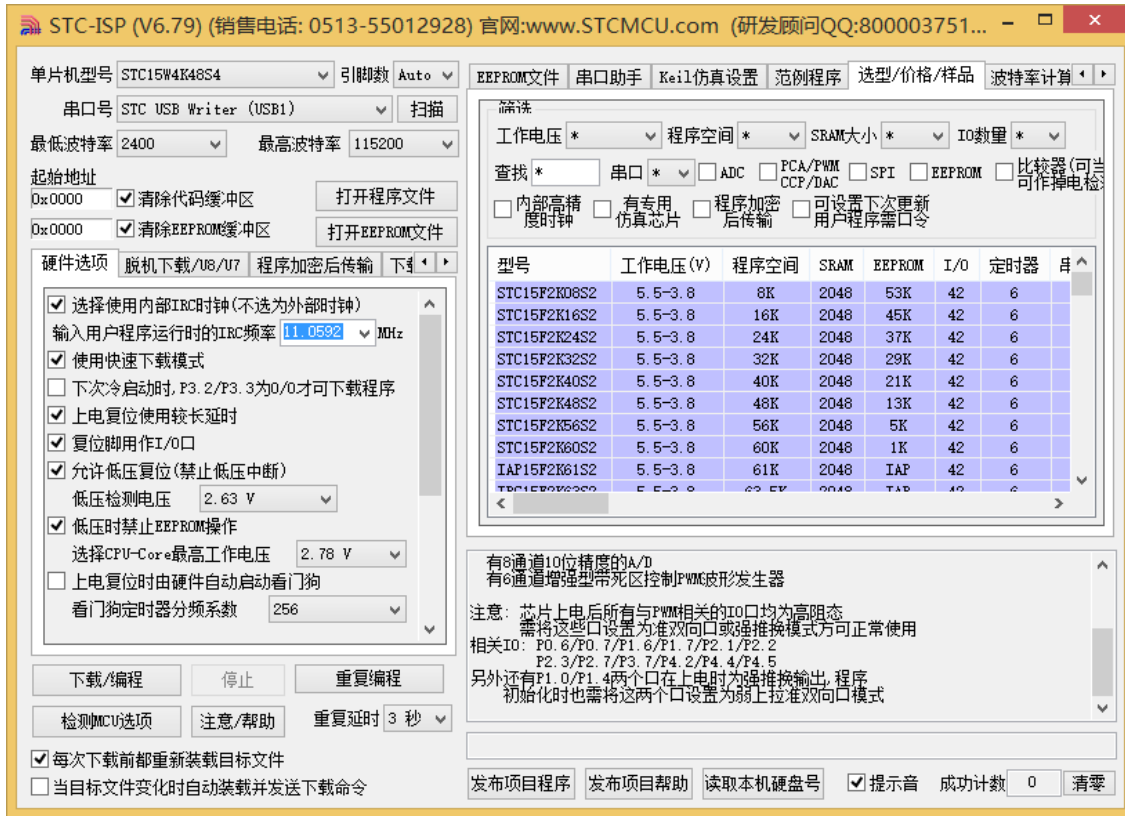 STC-ISP (V6.79) (销售电话: 0513-55012928) 官网:www.STCMCU.com (研发顾问QQ:800003751...
单片机型号 STC15W4K48S4 引脚数 Auto
串口号 STC USB Writer (USB1) 扫描
最低波特率 2400 最高波特率 115200
起始地址
0x0000 清除代码缓冲区 打开程序文件
0x0000 清除EEPROM缓冲区 打开EEPROM文件
硬件选项 脱机下载/U8/U7 程序加密后传输
选择使用内部IRC时钟(不选为外部时钟)
输入用户程序运行时的IRC频率 11.0592 MHz
使用快速下载模式
下次冷启动时,P3.2/P3.3为0/0才可下载程序
上电复位使用较长延时
复位脚用作I/O口
允许低压复位(禁止低压中断)
低压检测电压 2.63 V
低压时禁止EEPROM操作
选择CPU-Core最高工作电压 2.78 V
上电复位时由硬件自动启动看门狗
看门狗定时器分频系数 256
下载/编程 停止 重复编程
检测MCU选项 注意/帮助 重复延时 3 秒
每次下载前都重新装载目标文件
当目标文件变化时自动装载并发送下载命令
EEPROM文件 串口助手 Keil仿真设置 范例程序 选型/价格/样品 波特率计算
筛选
工作电压 * 程序空间 * SRAM大小 * IO数量 *
查找 * 串口 * ADC PCA/PWM CCP/DAC SPI EEPROM 比较器(可当 可作掉电检
内部高精度时钟 有专用仿真芯片 程序加密后传输 可设置下次更新用户程序需口令
型号 工作电压(V) 程序空间 SRAM EEPROM I/O 定时器 串
STC15F2K08S2 5.5-3.8 8K 2048 53K 42 6
STC15F2K16S2 5.5-3.8 16K 2048 45K 42 6
STC15F2K24S2 5.5-3.8 24K 2048 37K 42 6
STC15F2K32S2 5.5-3.8 32K 2048 29K 42 6
STC15F2K40S2 5.5-3.8 40K 2048 21K 42 6
STC15F2K48S2 5.5-3.8 48K 2048 13K 42 6
STC15F2K56S2 5.5-3.8 56K 2048 5K 42 6
STC15F2K60S2 5.5-3.8 60K 2048 1K 42 6
IAP15F2K61S2 5.5-3.8 61K 2048 IAP 42 6
有8通道10位精度的A/D
有6通道增强型带死区控制PWM波形发生器
注意: 芯片上电后所有与PWM相关的IO口均为高阻态
需将这些口设置为准双向口或强推挽模式方可正常使用
相关IO: P0.6/P0.7/P1.6/P1.7/P2.1/P2.2
P2.3/P2.7/P3.7/P4.2/P4.4/P4.5
另外还有P1.0/P1.4两个口在上电时为强推挽输出,程序
初始化时也需将这两个口设置为弱上拉准双向口模式
发布项目程序 发布项目帮助 读取本机硬盘号 提示音 成功计数 0 清零